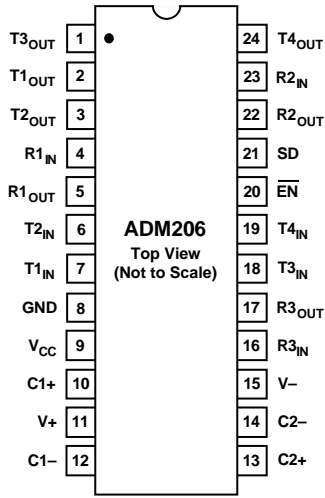 T3OUT 1 24 T4OUT
T1OUT 2 23 R2IN
T2OUT 3 22 R2OUT
R1IN 4 21 SD
R1OUT 5 20 EN
T2IN 6 ADM206 19 T4IN
Top View
T1IN 7 (Not to Scale) 18 T3IN
GND 8 17 R3OUT
VCC 9 16 R3IN
C1+ 10 15 V–
V+ 11 14 C2–
C1– 12 13 C2+